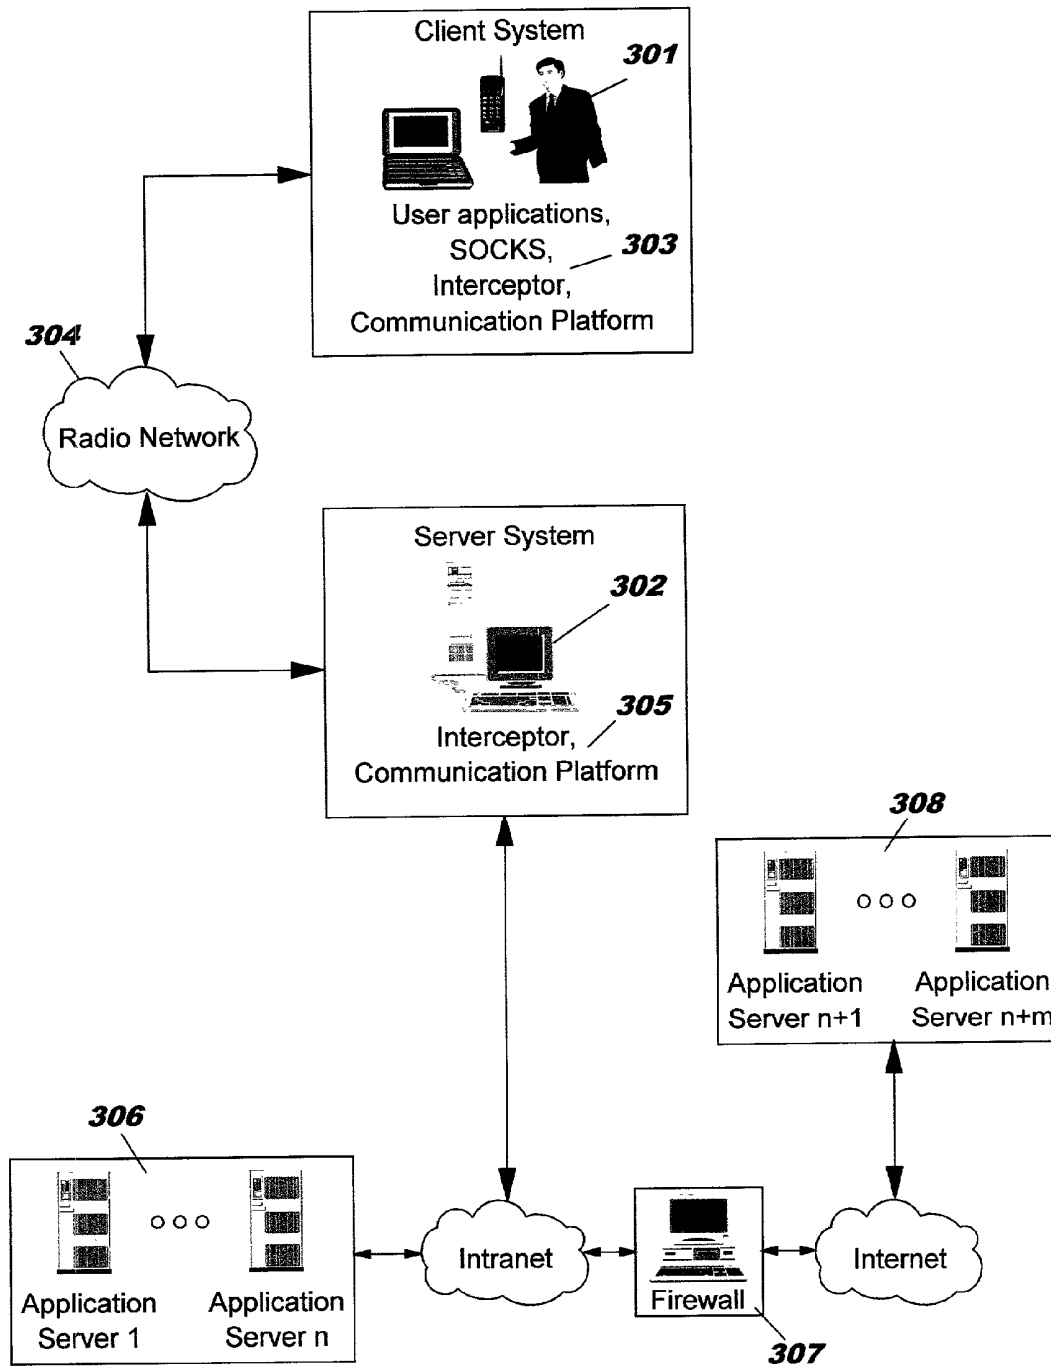 Client System
301
User applications,
SOCKS,
303
Interceptor,
Communication Platform
304
Radio Network
Server System
302
305
Interceptor,
Communication Platform
308
Application
Server n+1
Application
Server n+m
306
Application
Server 1
Application
Server n
Intranet
Firewall
307
Internet